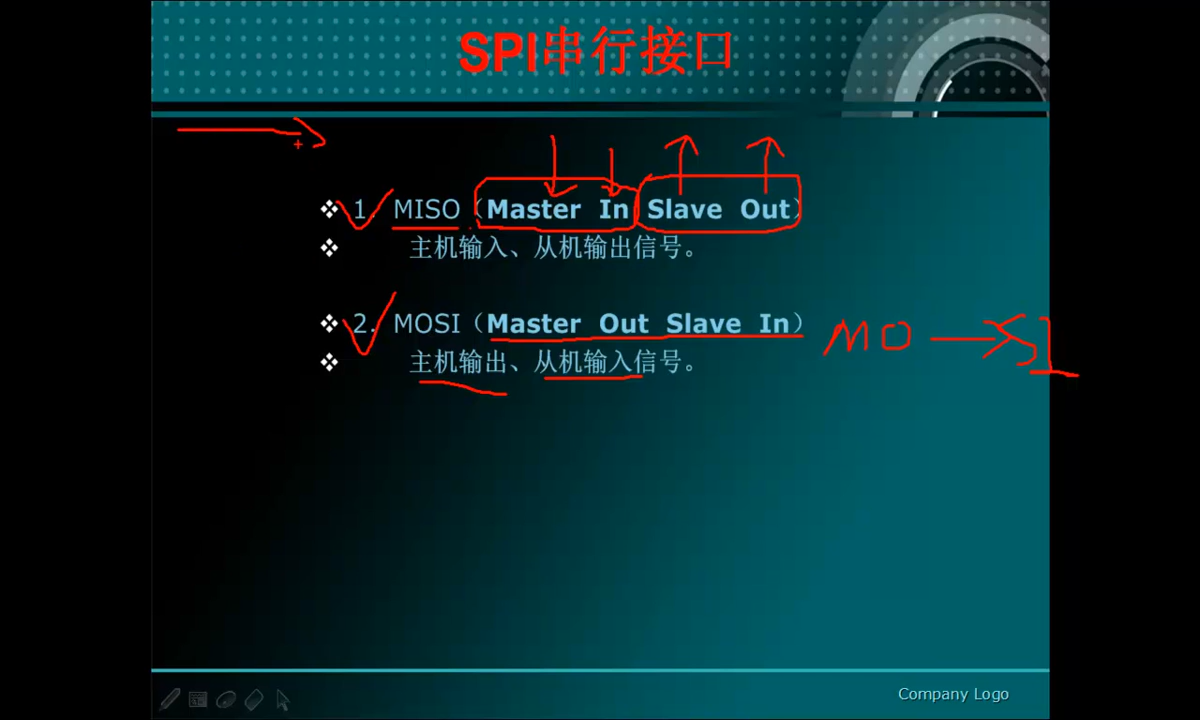 SPI串行接口
1. MISO（Master In Slave Out）
主机输入、从机输出信号。
2. MOSI（Master Out Slave In） MO → SI
主机输出、从机输入信号。
Company Logo